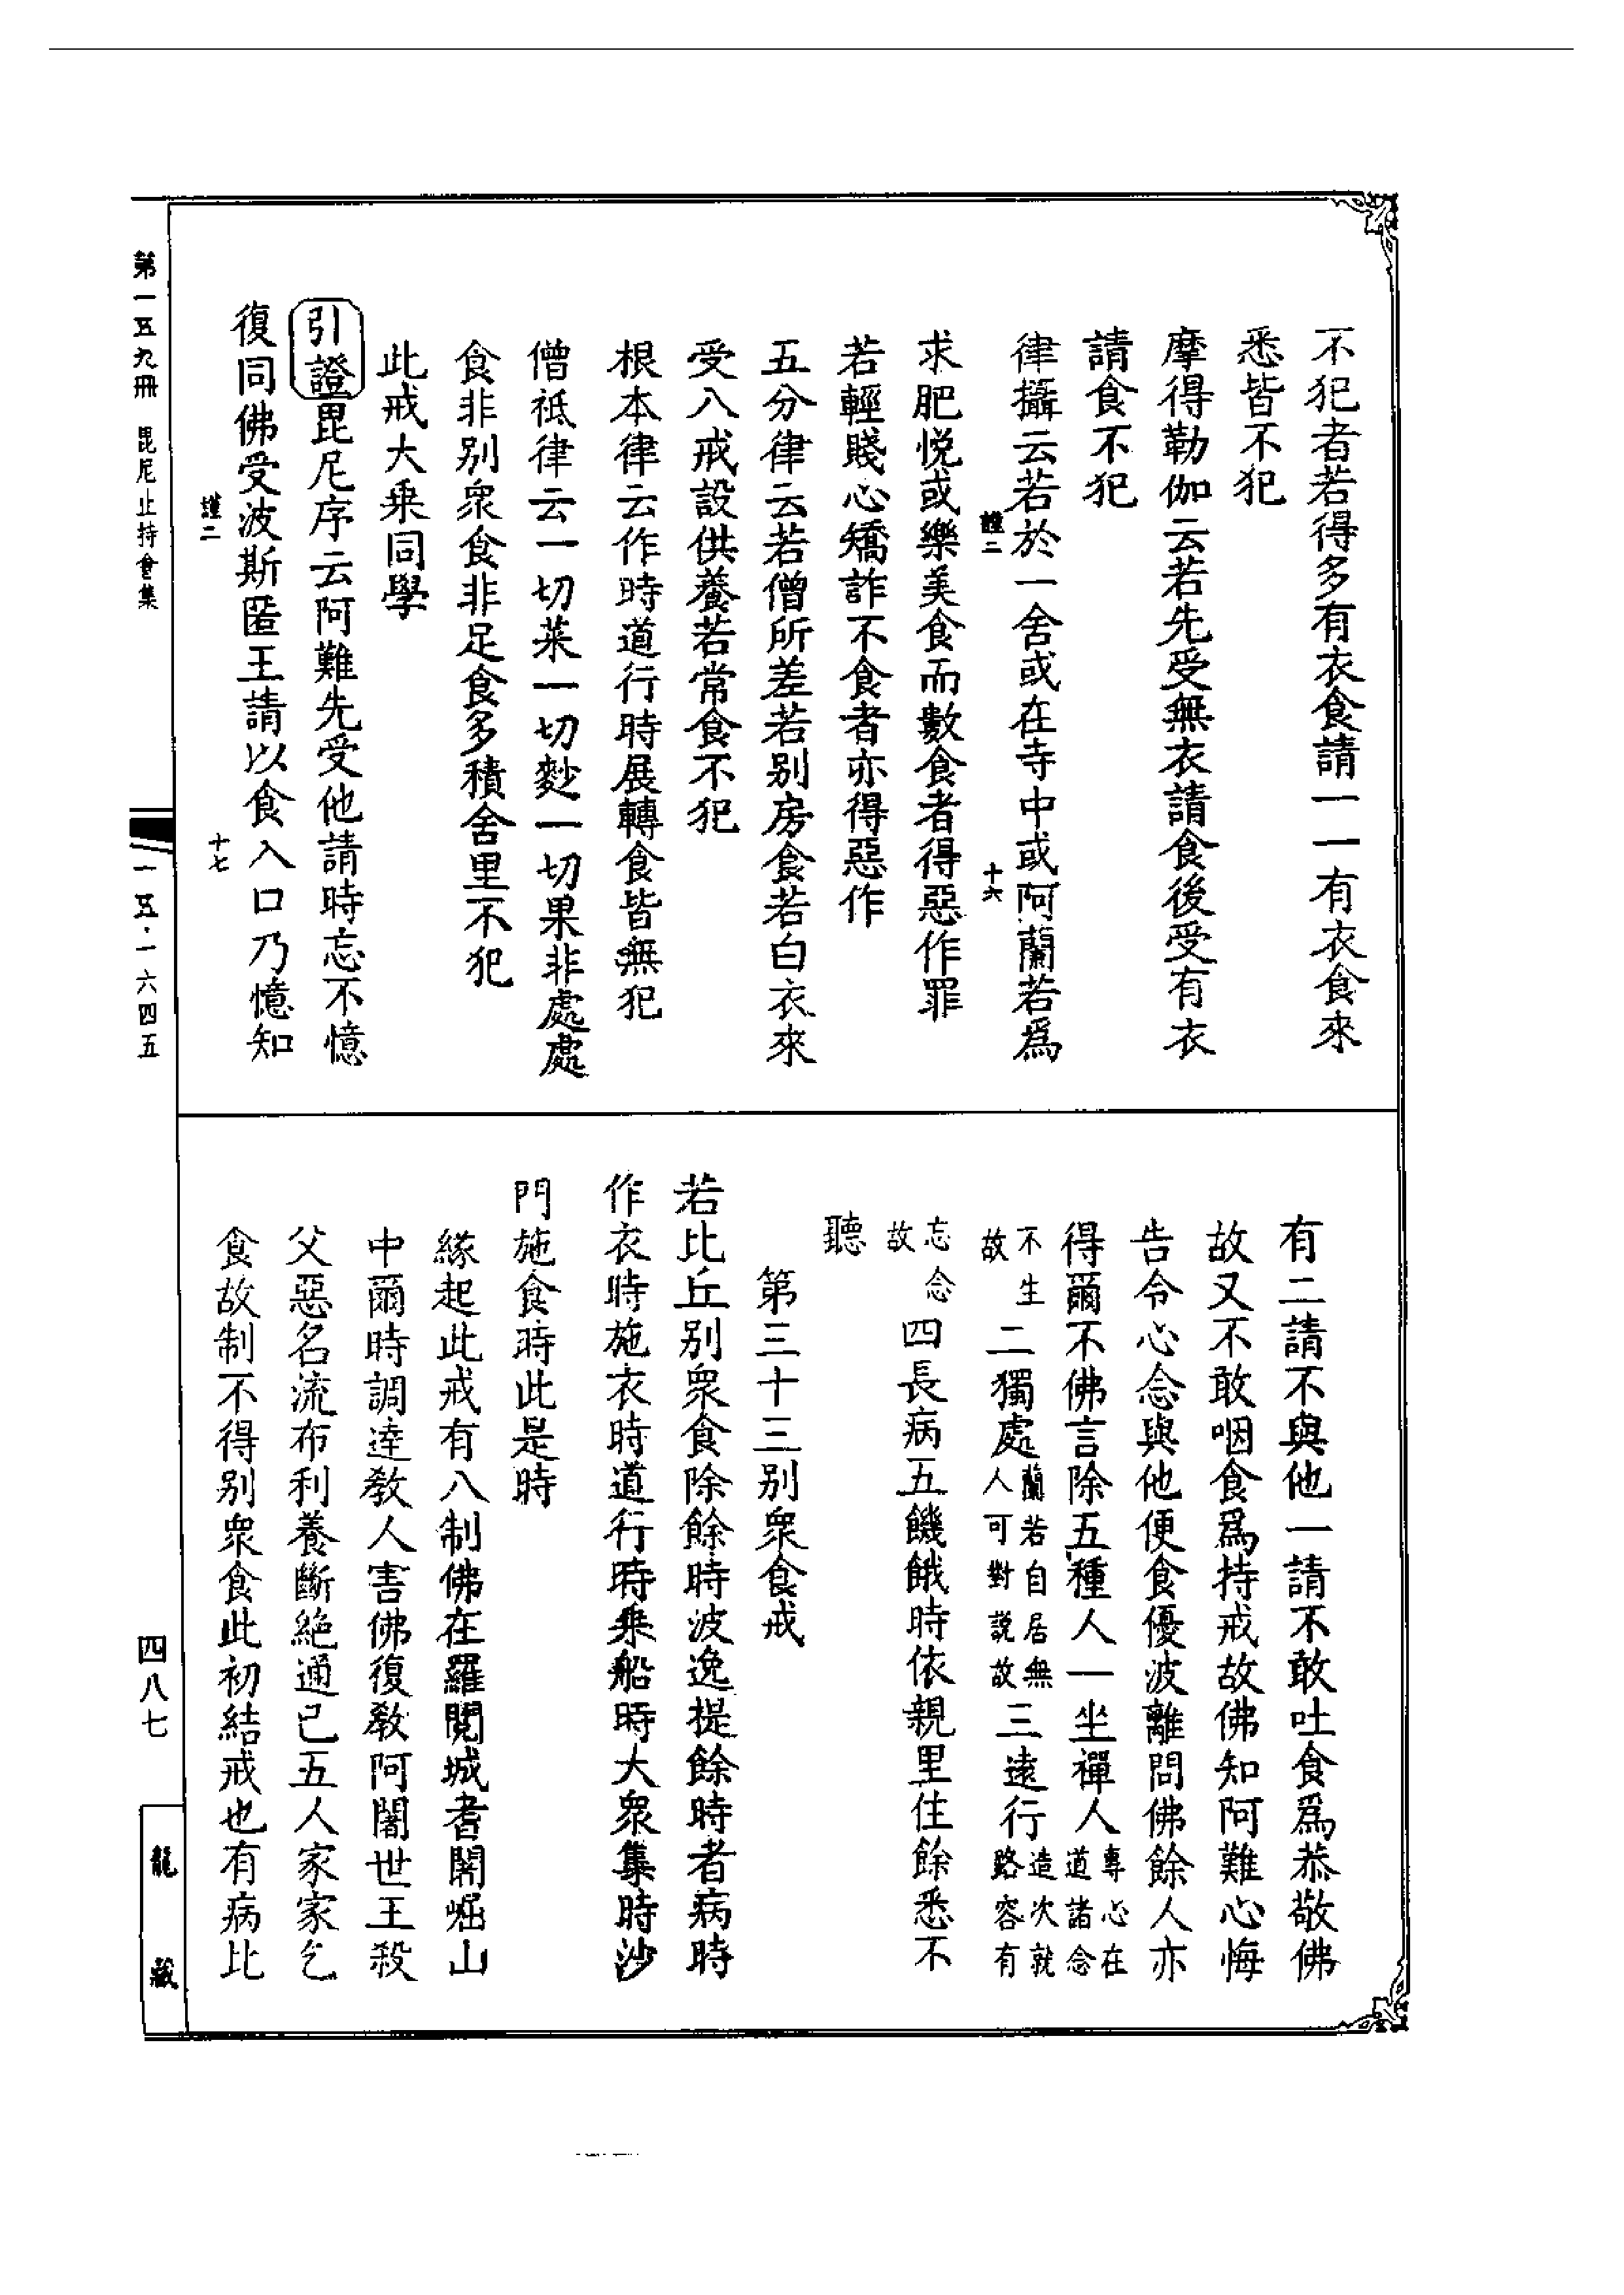 不犯者若得多有衣食請一一有衣食來
悉皆不犯
摩得勒伽云若先受無衣請食後受有衣
請食不犯
律攝云若於一舍或在寺中或阿蘭若爲
謹二
十六
求肥悅或樂美食而數食者得惡作罪
若輕賤心矯詐不食者亦得惡作
五分律云若僧所差若别房食若白衣來
受八戒設供養若常食不犯
根本律云作時道行時展轉食皆無犯
僧祇律云一切菜一切麨一切果非處處
食非别衆食非足食多積舍里不犯
此戒大乘同學
引證毘尼序云阿難先受他請時忘不憶
復同佛受波斯匿王請以食入口乃憶知
謹二
十七
有二請不與他一請不敢吐食爲恭敬佛
故又不敢咽食爲持戒故佛知阿難心悔
告令心念與他便食優波離問佛餘人亦
得爾不佛言除五種人一坐禪人專心在道諸念
不生故二獨處蘭若自居無人可對説故三遠行造次就路容有
忘念故四長病五饑餓時依親里住餘悉不
聽
第三十三别衆食戒
若比丘别衆食除餘時波逸提餘時者病時
作衣時施衣時道行時乘船時大衆集時沙
門施食時此是時
緣起此戒有八制佛在羅閱城耆闍崛山
中爾時調達教人害佛復教阿闍世王殺
父惡名流布利養斷絶通己五人家家乞
食故制不得别衆食此初結戒也有病比
第一五九冊 毘尼止持會集
一五·一六四五
四八七
龍藏